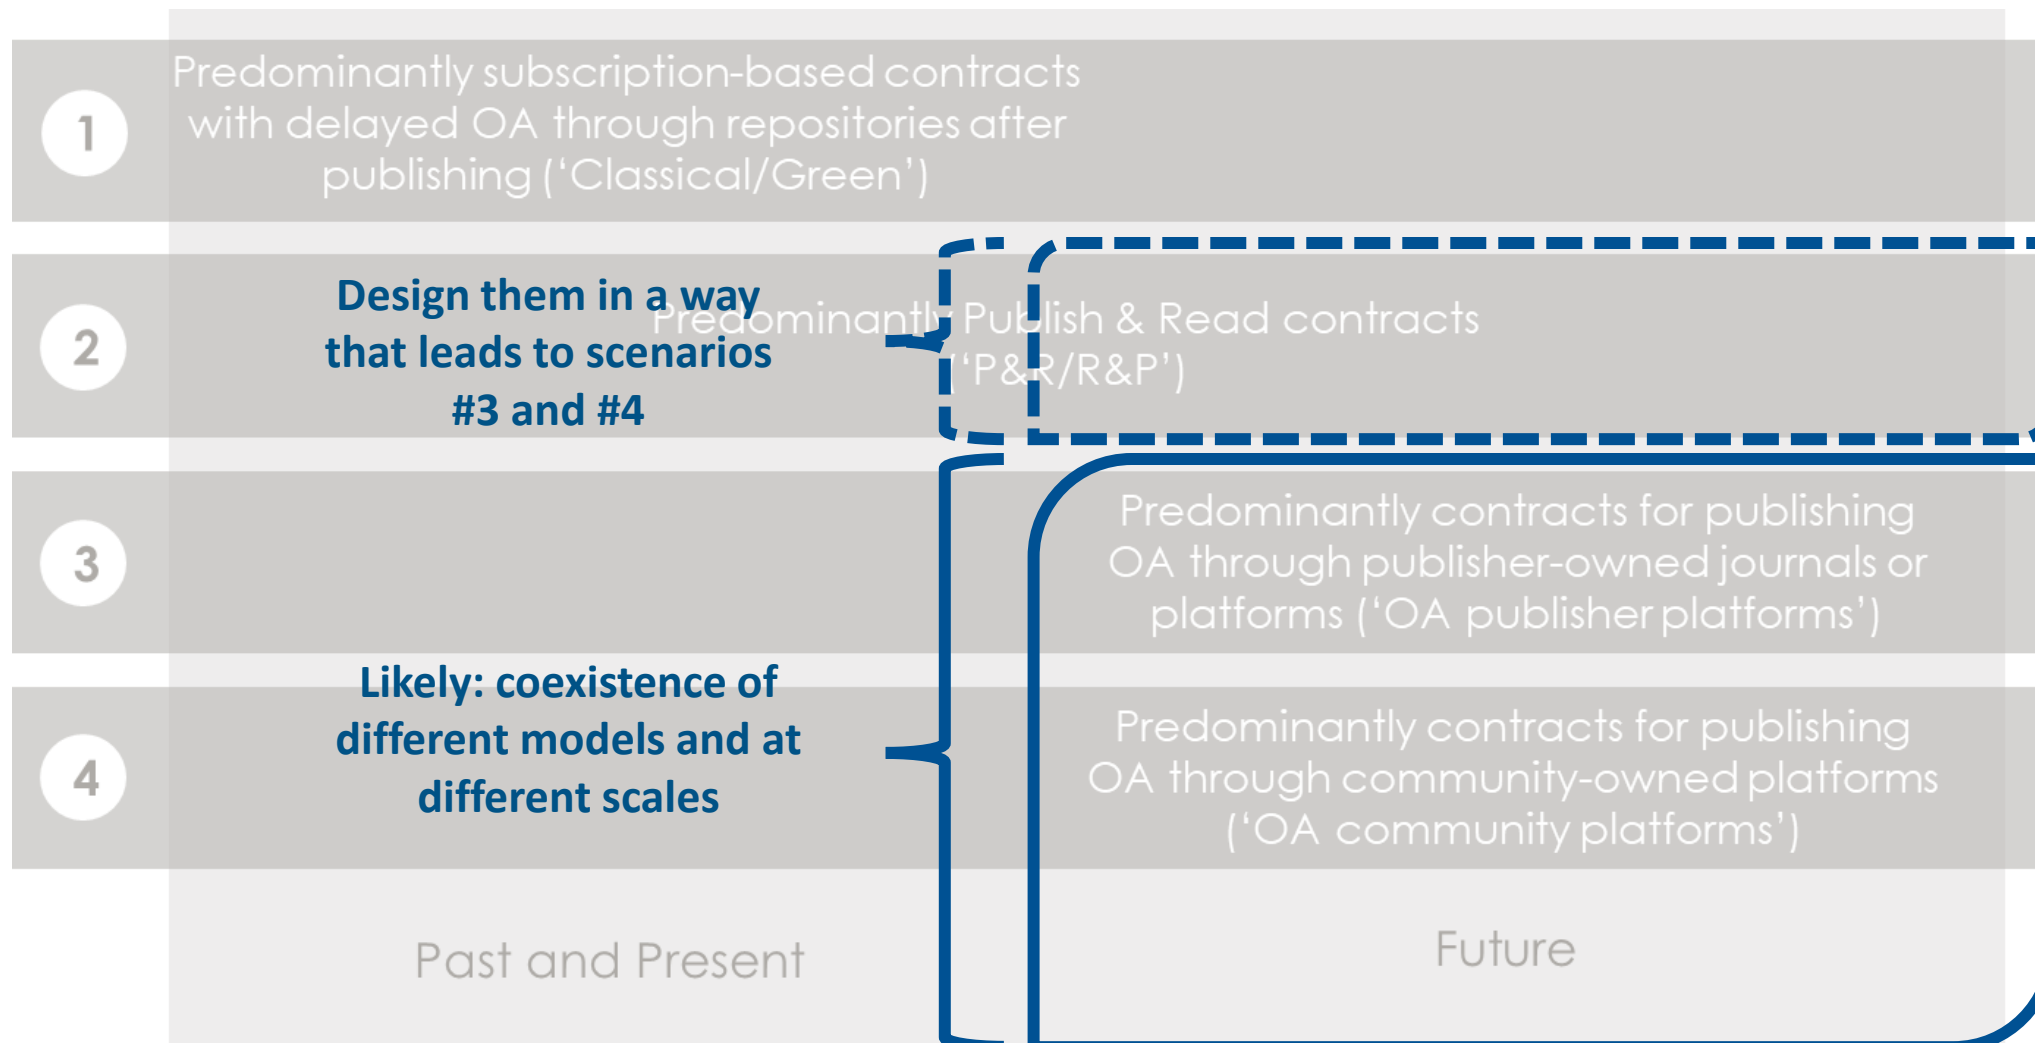 1
Predominantly subscription-based contracts
with delayed OA through repositories after
publishing (‘Classical/Green’)
2
Design them in a way
that leads to scenarios
#3 and #4
Predominantly Publish & Read contracts
(‘P&R/R&P’)
3
Predominantly contracts for publishing
OA through publisher-owned journals or
platforms (‘OA publisher platforms’)
4
Likely: coexistence of
different models and at
different scales
Predominantly contracts for publishing
OA through community-owned platforms
(‘OA community platforms’)
Past and Present
Future